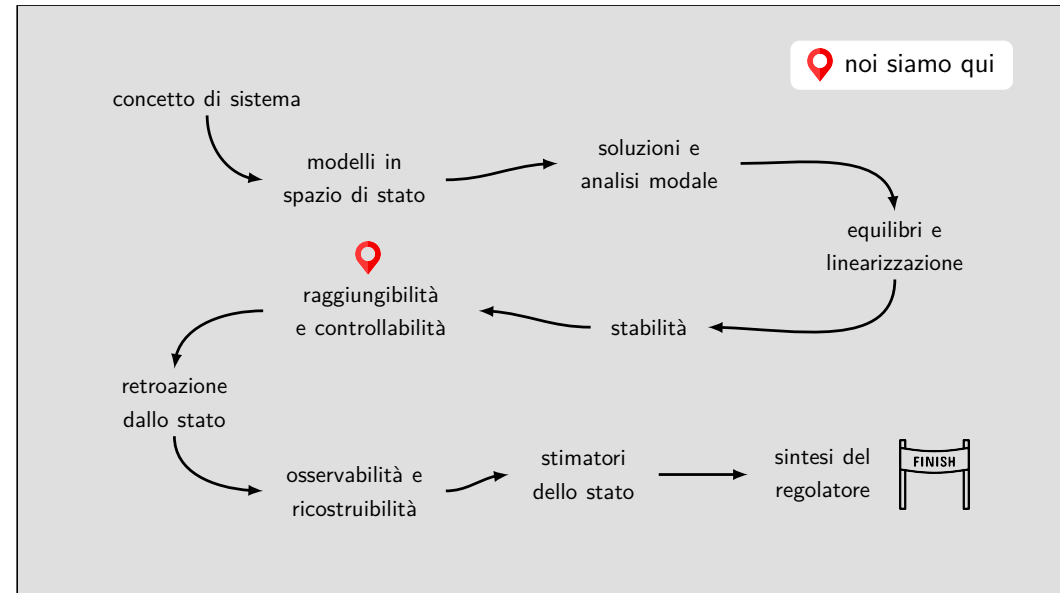 noi siamo qui
concetto di sistema
modelli in
spazio di stato
soluzioni e
analisi modale
equilibri e
linearizzazione
stabilità
raggiungibilità
e controllabilità
retroazione
dallo stato
osservabilità e
ricostruibilità
stimatori
dello stato
sintesi del
regolatore
FINISH